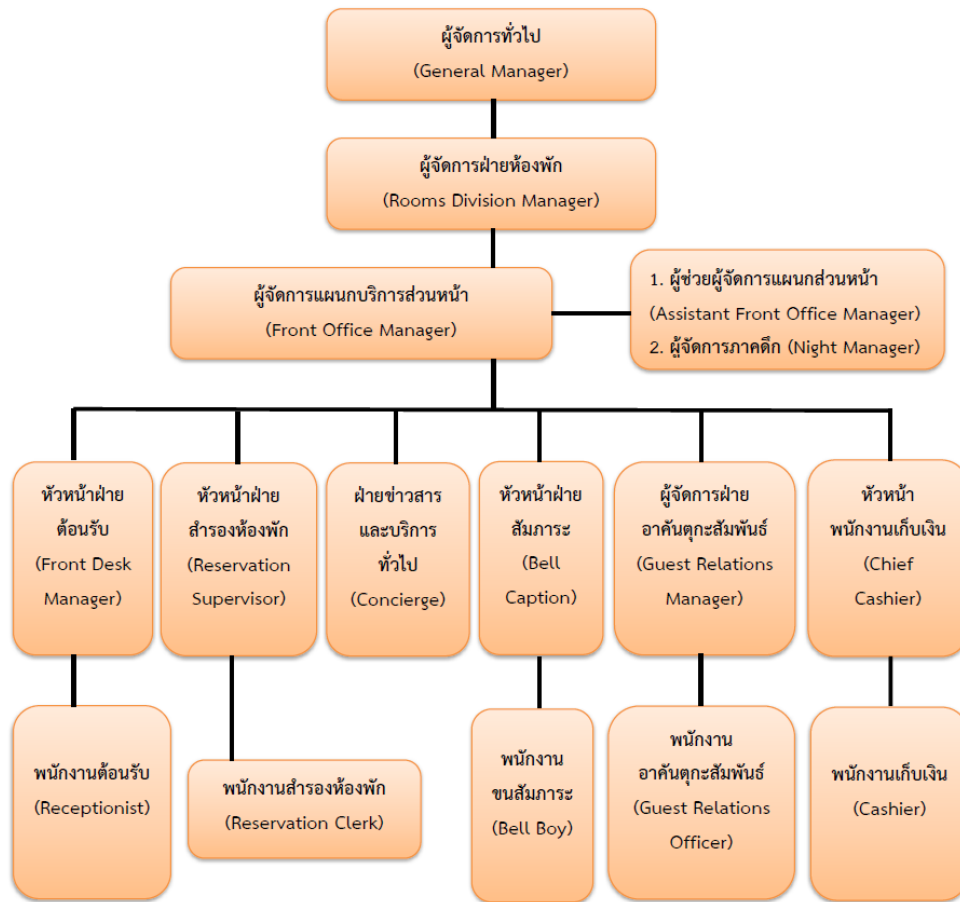 ผู้จัดการทั่วไป
(General Manager)
ผู้จัดการฝ่ายห้องพัก
(Rooms Division Manager)
ผู้จัดการแผนกบริการส่วนหน้า
(Front Office Manager)
1. ผู้ช่วยผู้จัดการแผนกส่วนหน้า
(Assistant Front Office Manager)
2. ผู้จัดการภาคดึก (Night Manager)
หัวหน้าฝ่าย
ต้อนรับ
(Front Desk
Manager)
หัวหน้าฝ่าย
สำรองห้องพัก
(Reservation
Supervisor)
ฝ่ายข่าวสาร
และบริการ
ทั่วไป
(Concierge)
หัวหน้าฝ่าย
สัมภาระ
(Bell
Caption)
ผู้จัดการฝ่าย
อาคันตุกะสัมพันธ์
(Guest Relations
Manager)
หัวหน้า
พนักงานเก็บเงิน
(Chief
Cashier)
พนักงานต้อนรับ
(Receptionist)
พนักงานสำรองห้องพัก
(Reservation Clerk)
พนักงาน
ขนสัมภาระ
(Bell Boy)
พนักงาน
อาคันตุกะสัมพันธ์
(Guest Relations
Officer)
พนักงานเก็บเงิน
(Cashier)